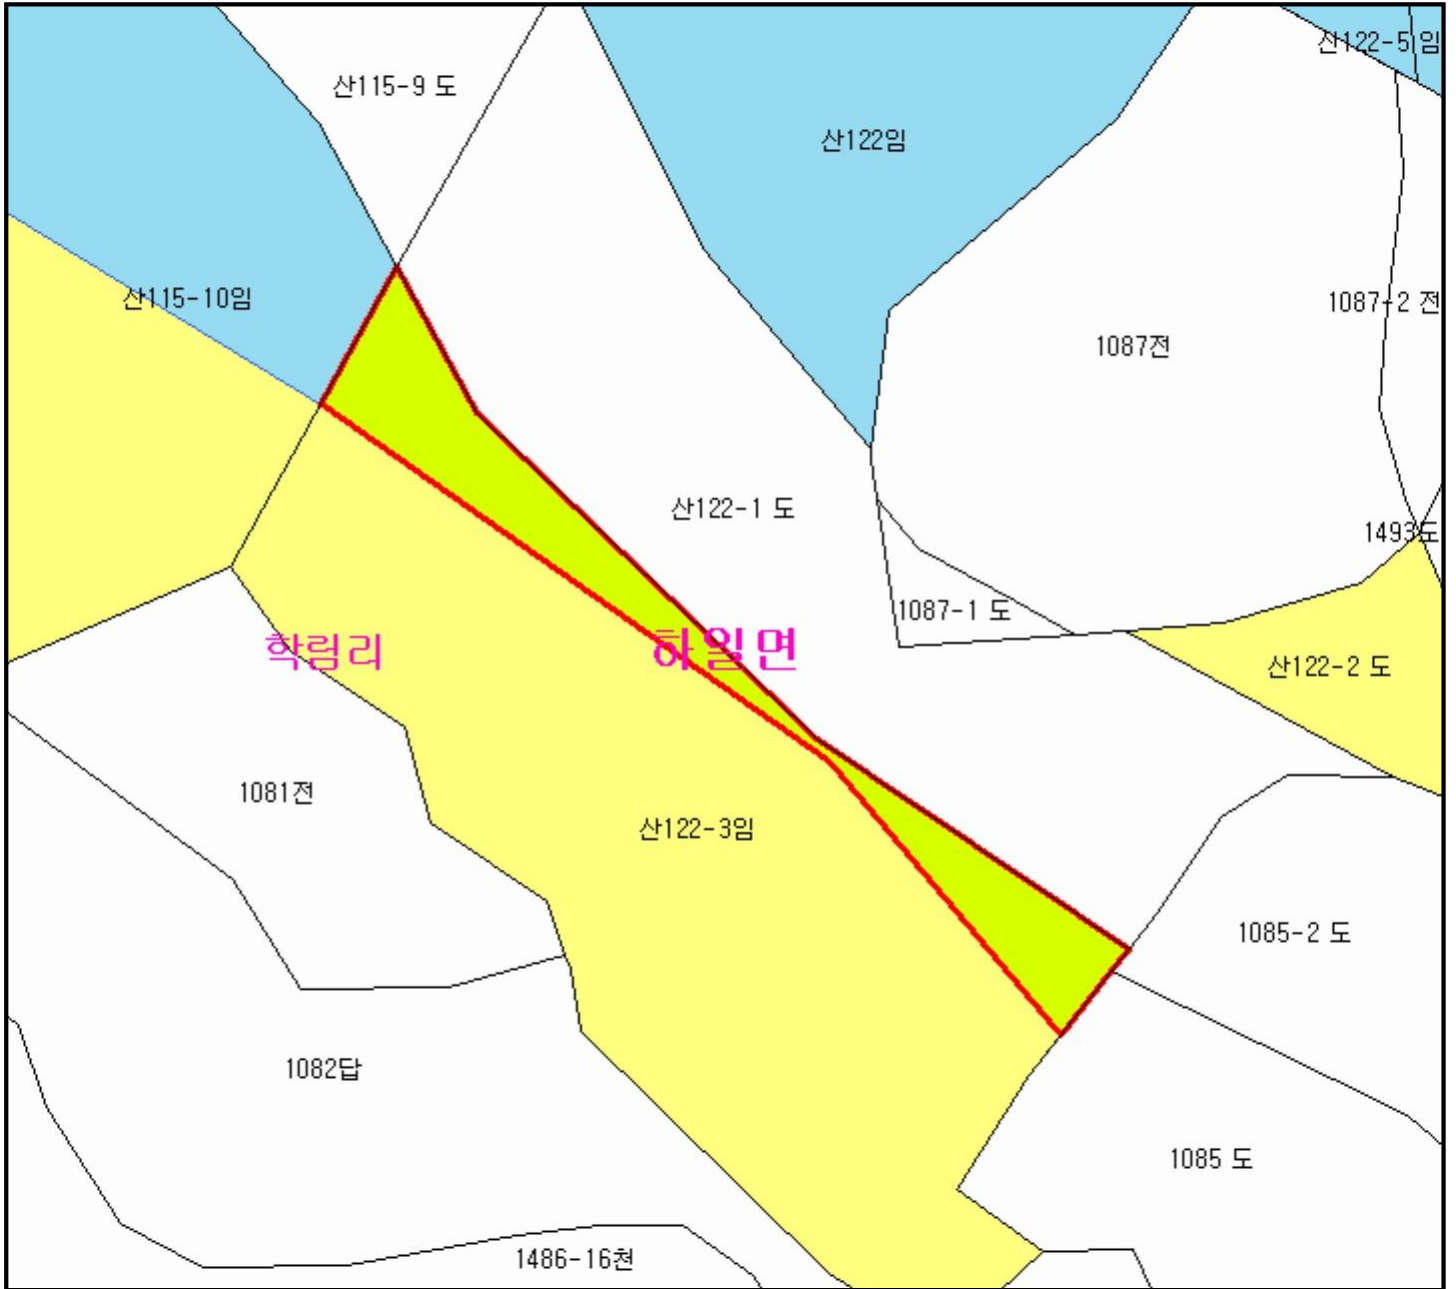 산122-5 임
산115-9 도
산122임
산115-10임
1087-2 전
1087전
산122-1 도
1493도
1087-1 도
학림리
하일면
산122-2 도
1081전
산122-3임
1085-2 도
1082답
1085 도
1486-16천